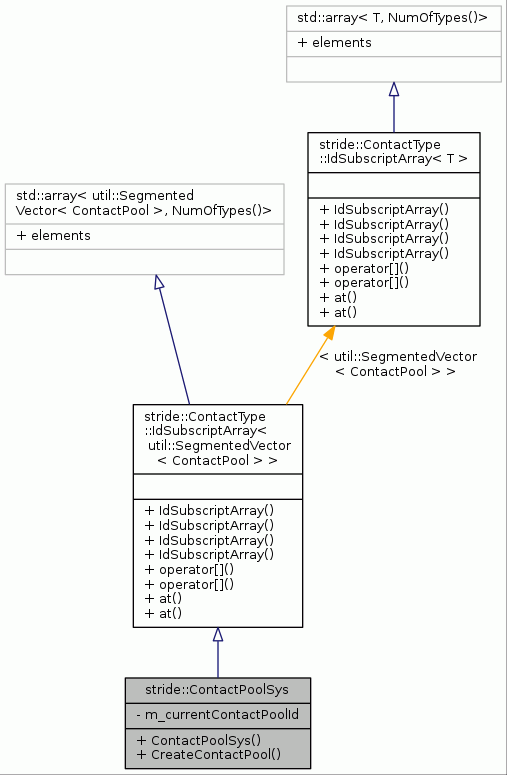 std::array< T, NumOfTypes()>
+ elements
stride::ContactType
::IdSubscriptArray< T >
+ IdSubscriptArray()
+ IdSubscriptArray()
+ IdSubscriptArray()
+ IdSubscriptArray()
+ operator[]()
+ operator[]()
+ at()
+ at()
std::array< util::Segmented
Vector< ContactPool >, NumOfTypes()>
+ elements
< util::SegmentedVector
< ContactPool > >
stride::ContactType
::IdSubscriptArray<
util::SegmentedVector
< ContactPool > >
+ IdSubscriptArray()
+ IdSubscriptArray()
+ IdSubscriptArray()
+ IdSubscriptArray()
+ operator[]()
+ operator[]()
+ at()
+ at()
stride::ContactPoolSys
- m_currentContactPoolId
+ ContactPoolSys()
+ CreateContactPool()